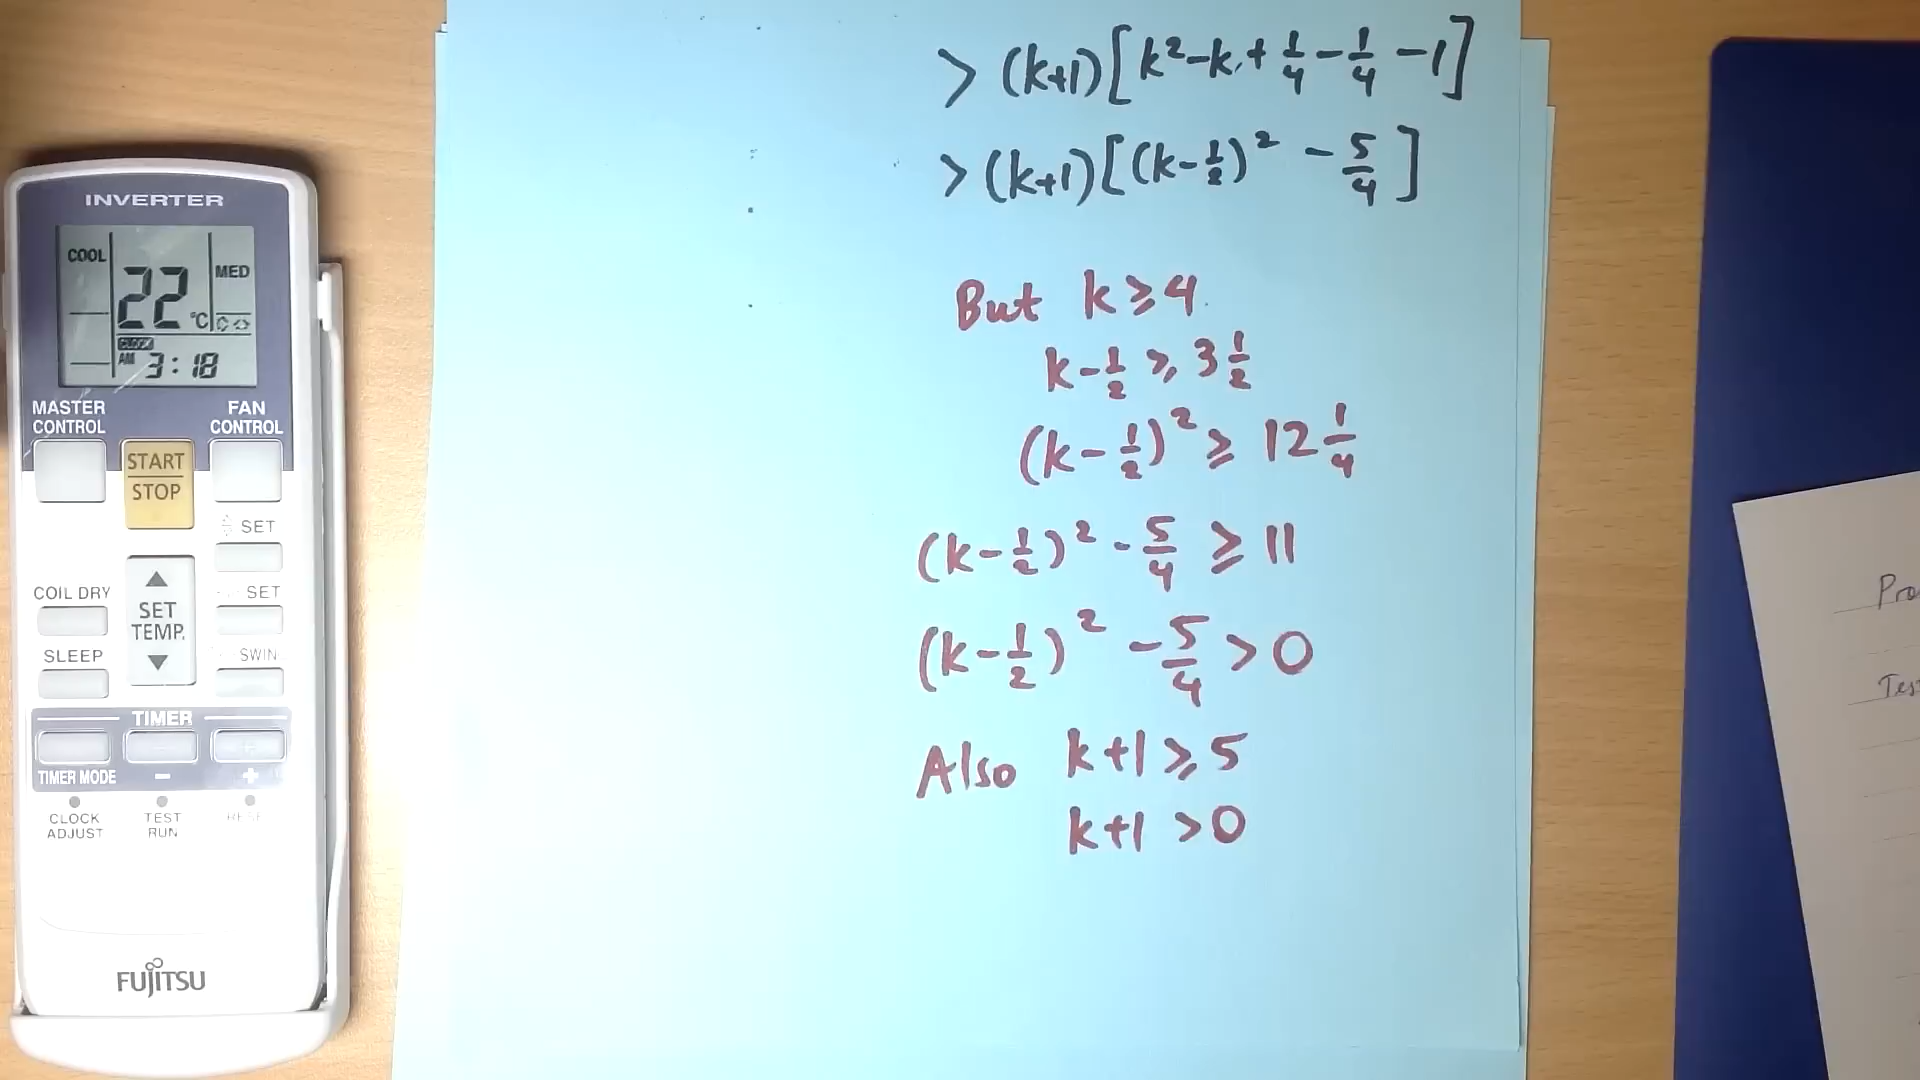 > (k+1)[k²-k+1/4-1/4-1]
> (k+1)[(k-1/2)² - 5/4]
But k≥4
k-1/2 ≥ 3 1/2
(k-1/2)² ≥ 12 1/4
(k-1/2)² - 5/4 ≥ 11
(k-1/2)² - 5/4 > 0
Also k+1 ≥ 5
k+1 > 0
INVERTER
COOL
22 °C
MED
CLOCK
AM 3:18
MASTER CONTROL
FAN CONTROL
START
STOP
SET
COIL DRY
SET TEMP.
SET
SLEEP
SWIN
TIMER
TIMER MODE
-
+
CLOCK ADJUST
TEST RUN
FUJITSU